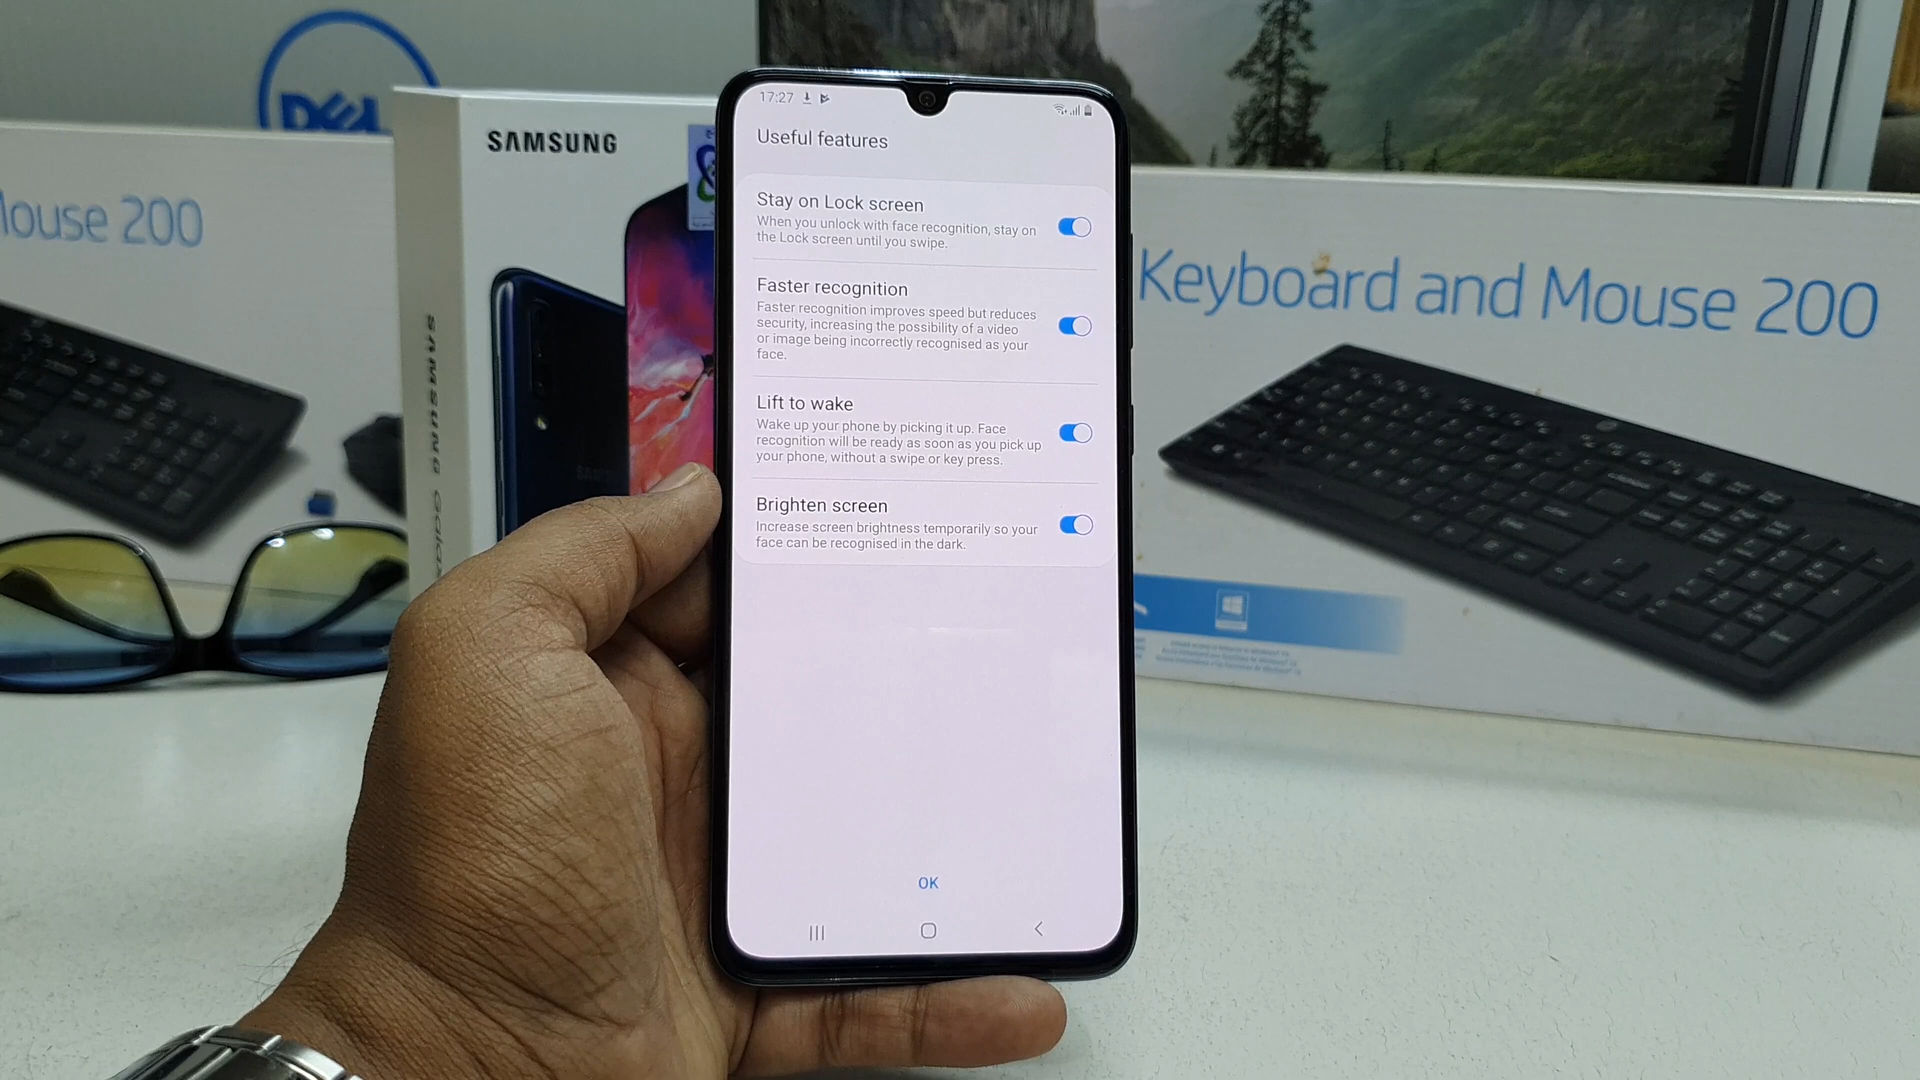 DELL
Mouse 200
SAMSUNG
SAMSUNG Galaxy
SAMSUNG
17:27
Useful features
Stay on Lock screen
When you unlock with face recognition, stay on
the Lock screen until you swipe.
Faster recognition
Faster recognition improves speed but reduces
security, increasing the possibility of a video
or image being incorrectly recognised as your
face.
Lift to wake
Wake up your phone by picking it up. Face
recognition will be ready as soon as you pick up
your phone, without a swipe or key press.
Brighten screen
Increase screen brightness temporarily so your
face can be recognised in the dark.
OK
Keyboard and Mouse 200